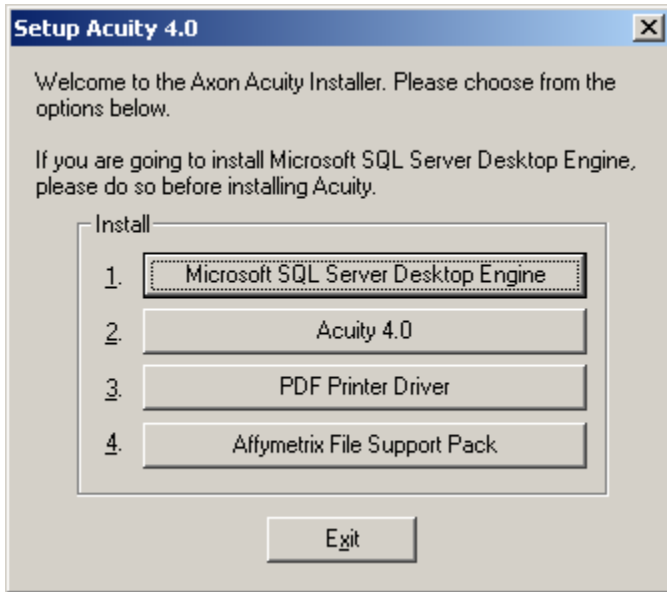 Setup Acuity 4.0
Welcome to the Axon Acuity Installer. Please choose from the
options below.
If you are going to install Microsoft SQL Server Desktop Engine,
please do so before installing Acuity.
Install
1. Microsoft SQL Server Desktop Engine
2. Acuity 4.0
3. PDF Printer Driver
4. Affymetrix File Support Pack
Exit